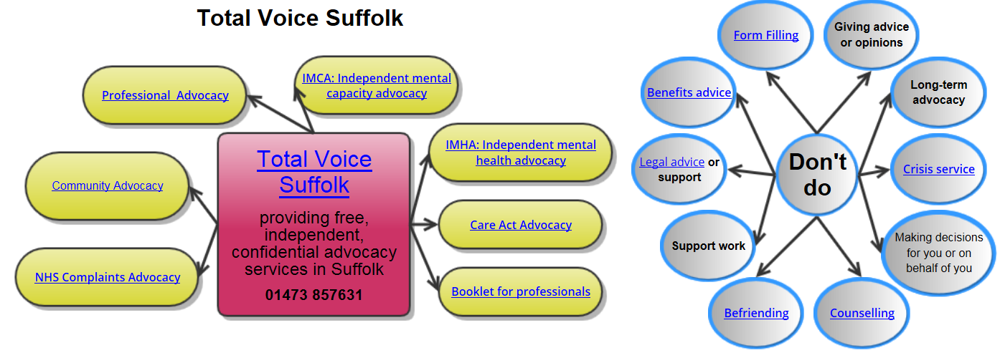 Total Voice Suffolk
Professional Advocacy
IMCA: Independent mental
capacity advocacy
Total Voice
Suffolk
providing free,
independent,
confidential advocacy
services in Suffolk
01473 857631
IMHA: Independent mental
health advocacy
Community Advocacy
Care Act Advocacy
NHS Complaints Advocacy
Booklet for professionals
Don't
do
Form Filling
Giving advice
or opinions
Benefits advice
Long-term
advocacy
Legal advice or
support
Crisis service
Support work
Making decisions
for you or on
behalf of you
Befriending
Counselling